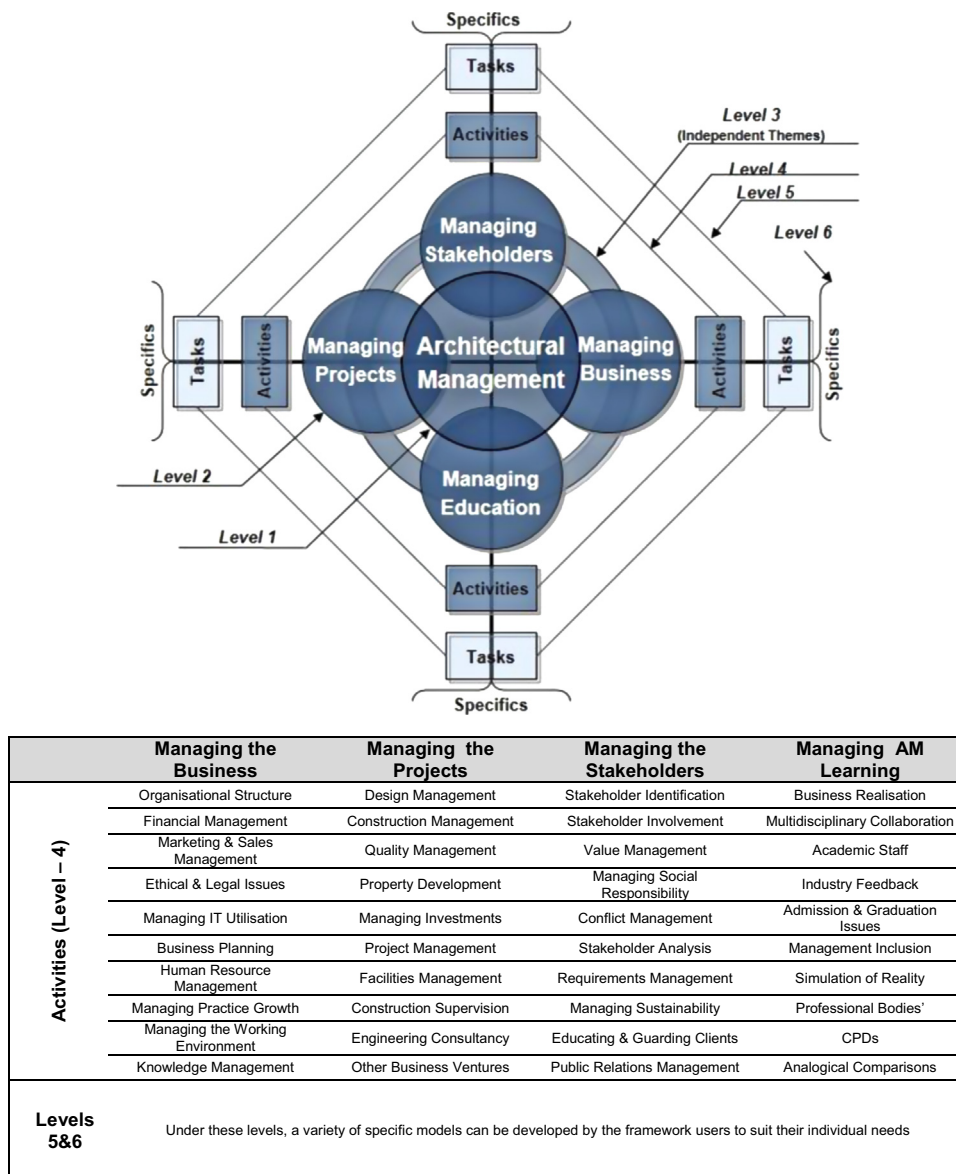 Specifics
Tasks
Activities
Level 3
(Independent Themes)
Level 4
Level 5
Level 6
Managing
Stakeholders
Specifics
Tasks
Activities
Managing
Projects
Architectural
Management
Managing
Business
Activities
Tasks
Specifics
Level 2
Managing
Education
Level 1
Activities
Tasks
Specifics
Managing the
Business
Managing the
Projects
Managing the
Stakeholders
Managing AM
Learning
Activities (Level – 4)
Organisational Structure
Design Management
Stakeholder Identification
Business Realisation
Financial Management
Construction Management
Stakeholder Involvement
Multidisciplinary Collaboration
Marketing & Sales
Management
Quality Management
Value Management
Academic Staff
Ethical & Legal Issues
Property Development
Managing Social
Responsibility
Industry Feedback
Managing IT Utilisation
Managing Investments
Conflict Management
Admission & Graduation
Issues
Business Planning
Project Management
Stakeholder Analysis
Management Inclusion
Human Resource
Management
Facilities Management
Requirements Management
Simulation of Reality
Managing Practice Growth
Construction Supervision
Managing Sustainability
Professional Bodies’
Managing the Working
Environment
Engineering Consultancy
Educating & Guarding Clients
CPDs
Knowledge Management
Other Business Ventures
Public Relations Management
Analogical Comparisons
Levels
5&6
Under these levels, a variety of specific models can be developed by the framework users to suit their individual needs